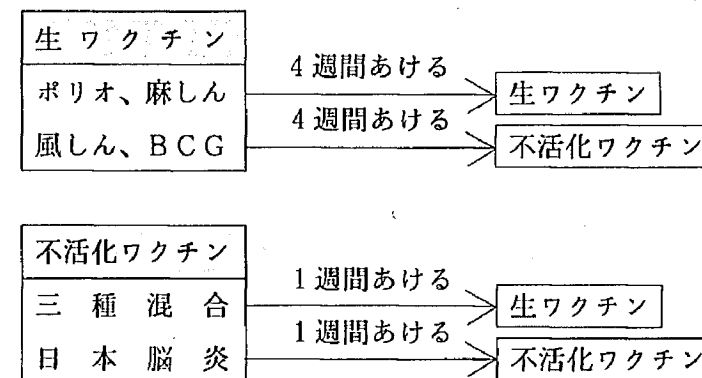 生ワクチン
ポリオ、麻しん
風しん、BCG
4週間あける
生ワクチン
4週間あける
不活化ワクチン
不活化ワクチン
三種混合
日本脳炎
1週間あける
生ワクチン
1週間あける
不活化ワクチン